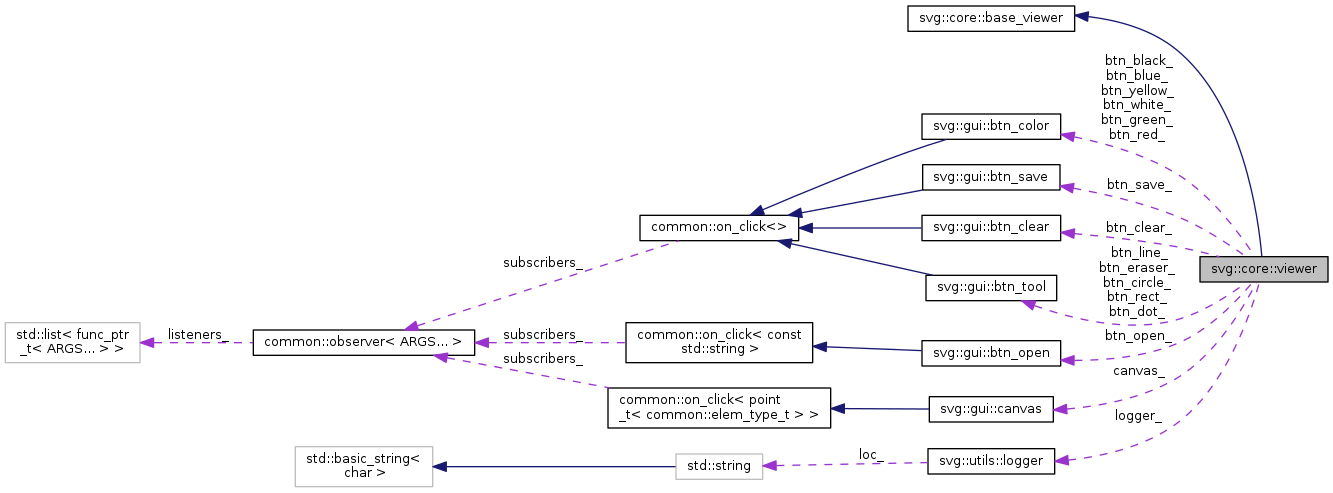 svg::core::base_viewer
btn_black_
btn_blue_
btn_yellow_
btn_white_
btn_green_
btn_red_
svg::gui::btn_color
svg::gui::btn_save
btn_save_
common::on_click<>
svg::gui::btn_clear
btn_clear_
btn_line_
btn_eraser_
btn_circle_
btn_rect_
btn_dot_
svg::core::viewer
subscribers_
svg::gui::btn_tool
std::list< func_ptr
_t< ARGS... > >
listeners_
common::observer< ARGS... >
subscribers_
subscribers_
common::on_click< const
std::string >
svg::gui::btn_open
btn_open_
canvas_
common::on_click< point
_t< common::elem_type_t > >
svg::gui::canvas
logger_
std::basic_string<
char >
std::string
loc_
svg::utils::logger